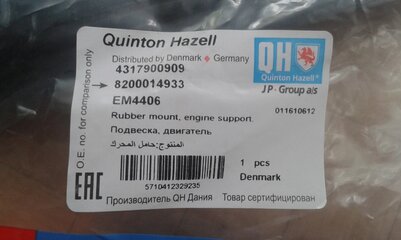 Quinton Hazell
Distributed by Denmark ♦ Germany
4317900909
8200014933
EM4406
O.E. no. for comparison only
QH
Quinton Hazell®
JP · Group a/s
011610612
Rubber mount, engine support.
Подвеска, двигатель
المنتوج: حامل المحرك
1 pcs
Denmark
5710412329235
EAC
Производитель QH Дания
Товар сертифицирован